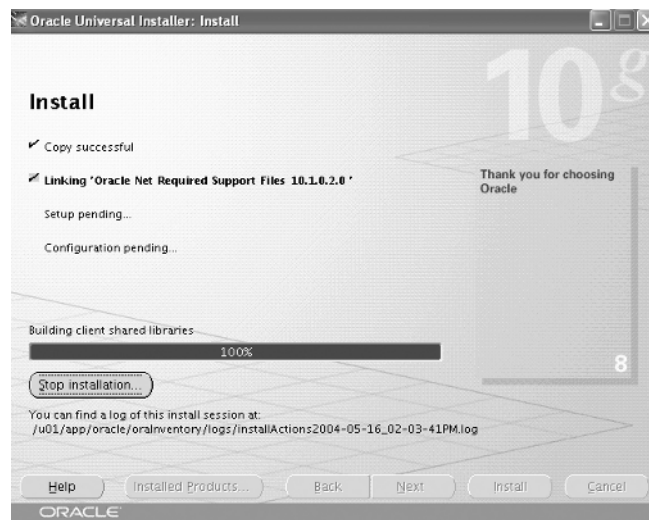 Oracle Universal Installer: Install
10g
Install
Copy successful
Linking 'Oracle Net Required Support Files 10.1.0.2.0 '
Thank you for choosing
Oracle
Setup pending...
Configuration pending...
Building client shared libraries
100%
8
Stop installation...
You can find a log of this install session at:
/u01/app/oracle/oraInventory/logs/installActions2004-05-16_02-03-41PM.log
Help Installed Products... Back Next Install Cancel
ORACLE